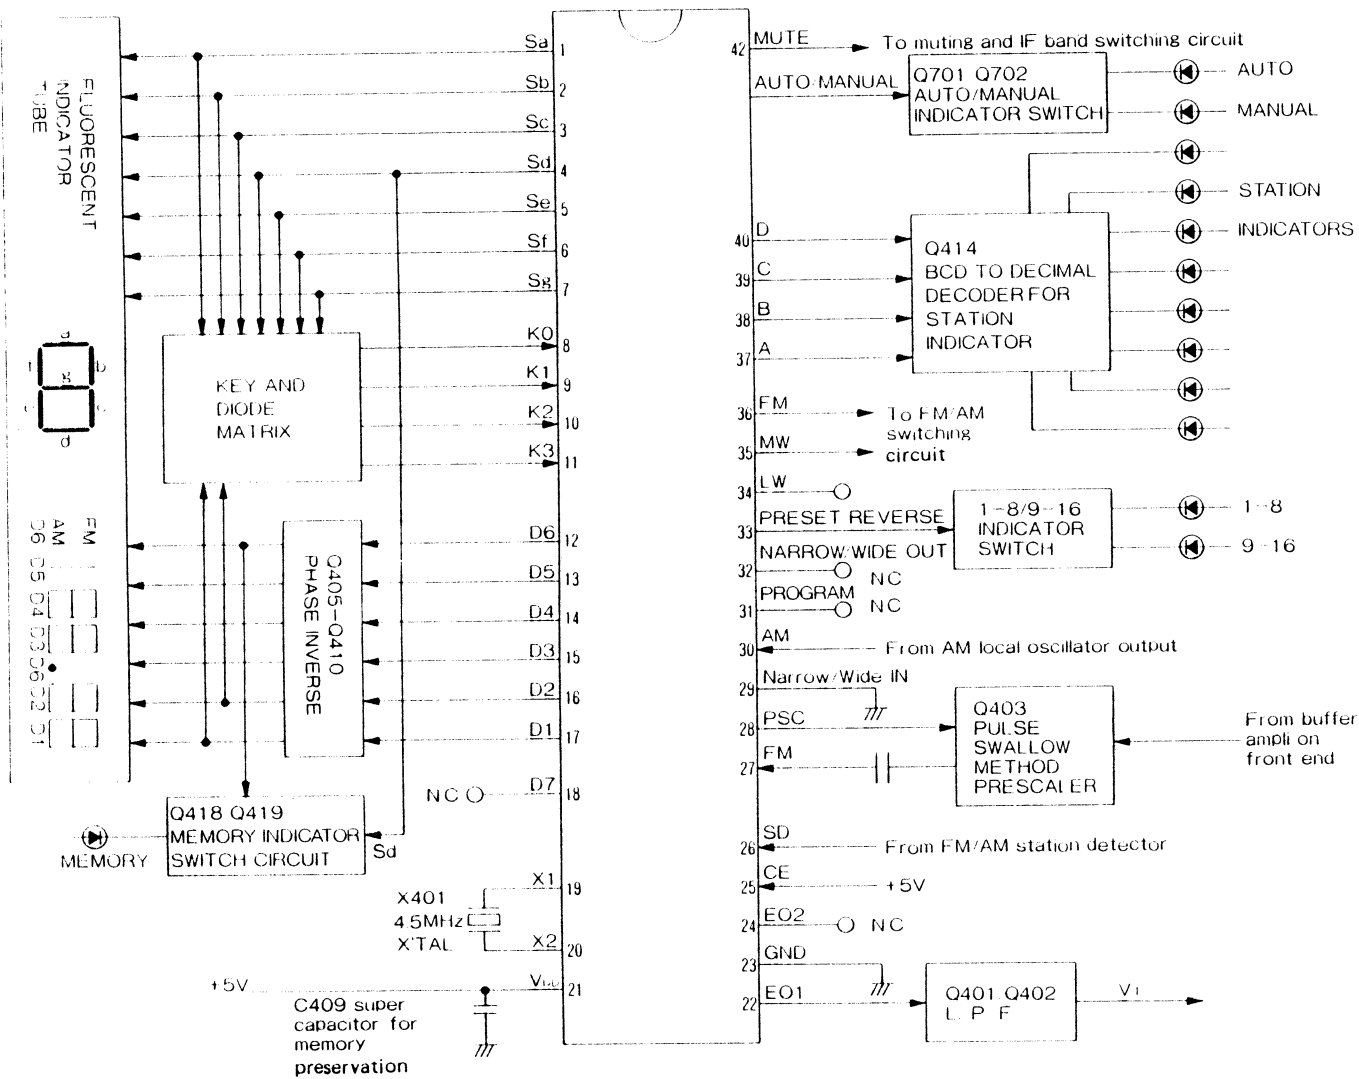 FLUORESCENT
INDICATOR
TUBE
Sa 1
Sb 2
Sc 3
Sd 4
Se 5
Sf 6
Sg 7
K0 8
K1 9
K2 10
K3 11
KEY AND
DIODE
MATRIX
a
b
g
d
FM
AM
D6 D5 D4 D3 D6 D2 D1
Q405-Q410
PHASE INVERSE
D6 12
D5 13
D4 14
D3 15
D2 16
D1 17
NC D7 18
Q418 Q419
MEMORY INDICATOR
SWITCH CIRCUIT
MEMORY
Sd
X1 19
X401
4.5MHz
X'TAL
X2 20
+5V 21
C409 super
capacitor for
memory
preservation
42 MUTE To muting and IF band switching circuit
AUTO/MANUAL
Q701 Q702
AUTO/MANUAL
INDICATOR SWITCH
AUTO
MANUAL
STATION
INDICATORS
40 D
39 C
38 B
37 A
Q414
BCD TO DECIMAL
DECODER FOR
STATION
INDICATOR
36 FM
35 MW
To FM/AM
switching
circuit
34 LW
33 PRESET REVERSE
1-8/9-16
INDICATOR
SWITCH
1-8
9-16
32 NARROW/WIDE OUT NC
31 PROGRAM NC
30 AM From AM local oscillator output
29 Narrow/Wide IN
28 PSC
27 FM
Q403
PULSE
SWALLOW
METHOD
PRESCALER
From buffer
ampli on
front end
26 SD From FM/AM station detector
25 CE +5V
24 EO2 NC
23 GND
22 EO1
Q401 Q402
L. P. F